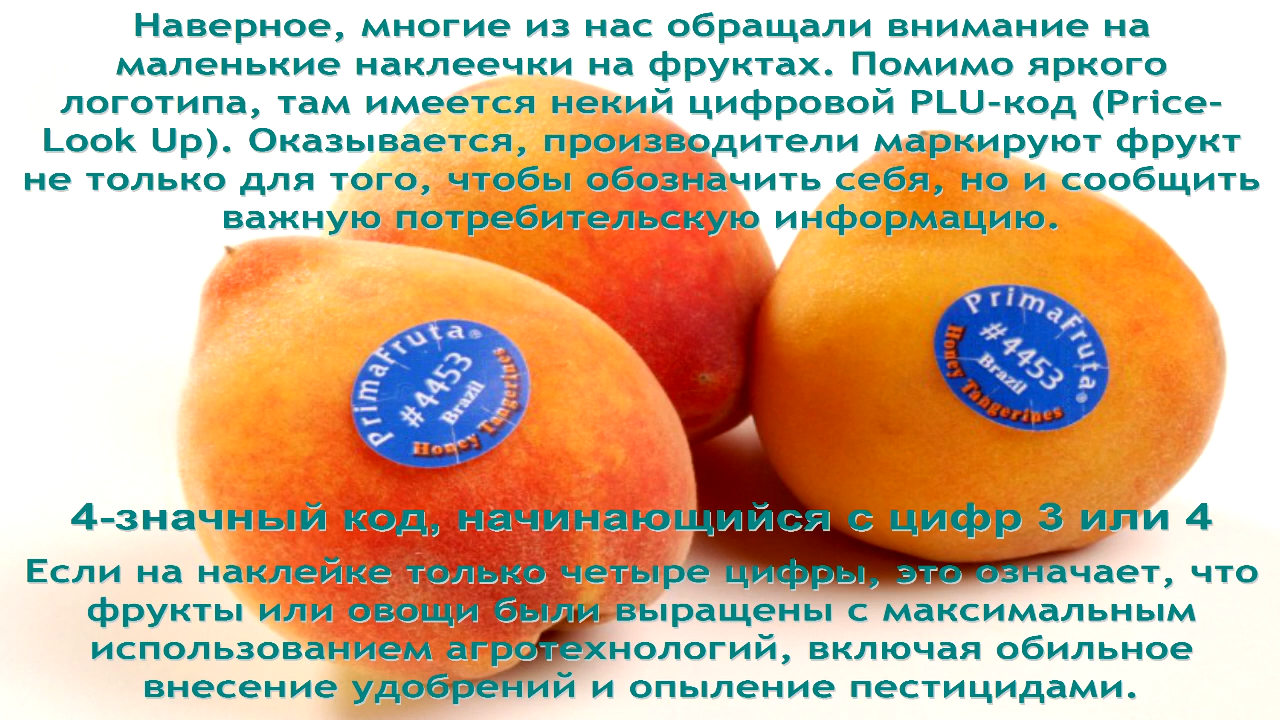 Наверное, многие из нас обращали внимание на
маленькие наклеечки на фруктах. Помимо яркого
логотипа, там имеется некий цифровой PLU-код (Price-
Look Up). Оказывается, производители маркируют фрукт
не только для того, чтобы обозначить себя, но и сообщить
важную потребительскую информацию.
PrimaFruta®
#4453
Brazil
Honey Tangerines
PrimaFruta®
#4453
Brazil
Honey Tangerines
4-значный код, начинающийся с цифр 3 или 4
Если на наклейке только четыре цифры, это означает, что
фрукты или овощи были выращены с максимальным
использованием агротехнологий, включая обильное
внесение удобрений и опыление пестицидами.